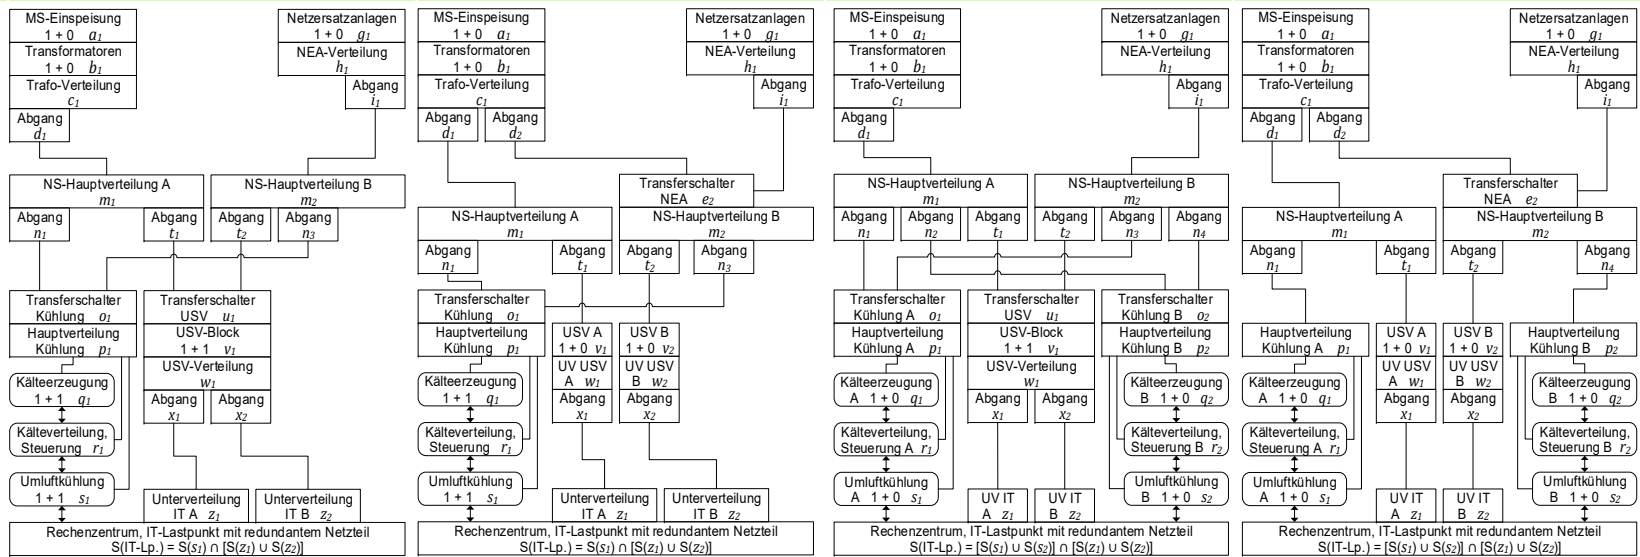 MS-Einspeisung
1 + 0 a1
Transformatoren
1 + 0 b1
Trafo-Verteilung
c1
Abgang
d1
Netzersatzanlagen
1 + 0 g1
NEA-Verteilung
h1
Abgang
i1
NS-Hauptverteilung A
m1
NS-Hauptverteilung B
m2
Abgang
n1
Abgang
t1
Abgang
t2
Abgang
n3
Transferschalter
Kühlung o1
Hauptverteilung
Kühlung p1
Kälteerzeugung
1 + 1 q1
Kälteverteilung,
Steuerung r1
Umluftkühlung
1 + 1 s1
Transferschalter
USV u1
USV-Block
1 + 1 v1
USV-Verteilung
w1
Abgang
x1
Abgang
x2
Unterverteilung
IT A z1
Unterverteilung
IT B z2
Rechenzentrum, IT-Lastpunkt mit redundantem Netzteil
S(IT-Lp.) = S(s1) ∩ [S(z1) ∪ S(z2)]
MS-Einspeisung
1 + 0 a1
Transformatoren
1 + 0 b1
Trafo-Verteilung
c1
Abgang
d1
Abgang
d2
Netzersatzanlagen
1 + 0 g1
NEA-Verteilung
h1
Abgang
i1
Transferschalter
NEA e2
NS-Hauptverteilung A
m1
NS-Hauptverteilung B
m2
Abgang
n1
Abgang
t1
Abgang
t2
Abgang
n3
Transferschalter
Kühlung o1
Hauptverteilung
Kühlung p1
Kälteerzeugung
1 + 1 q1
Kälteverteilung,
Steuerung r1
Umluftkühlung
1 + 1 s1
USV A
1 + 0 v1
UV USV
A w1
Abgang
x1
USV B
1 + 0 v2
UV USV
B w2
Abgang
x2
Unterverteilung
IT A z1
Unterverteilung
IT B z2
Rechenzentrum, IT-Lastpunkt mit redundantem Netzteil
S(IT-Lp.) = S(s1) ∩ [S(z1) ∪ S(z2)]
MS-Einspeisung
1 + 0 a1
Transformatoren
1 + 0 b1
Trafo-Verteilung
c1
Abgang
d1
Netzersatzanlagen
1 + 0 g1
NEA-Verteilung
h1
Abgang
i1
NS-Hauptverteilung A
m1
NS-Hauptverteilung B
m2
Abgang
n1
Abgang
n2
Abgang
t1
Abgang
t2
Abgang
n3
Abgang
n4
Transferschalter
Kühlung A o1
Hauptverteilung
Kühlung A p1
Kälteerzeugung
A 1+0 q1
Kälteverteilung,
Steuerung A r1
Umluftkühlung
A 1+0 s1
Transferschalter
USV u1
USV-Block
1 + 1 v1
USV-Verteilung
w1
Abgang
x1
Abgang
x2
Transferschalter
Kühlung B o2
Hauptverteilung
Kühlung B p2
Kälteerzeugung
B 1+0 q2
Kälteverteilung,
Steuerung B r2
Umluftkühlung
B 1+0 s2
UV IT
A z1
UV IT
B z2
Rechenzentrum, IT-Lastpunkt mit redundantem Netzteil
S(IT-Lp.) = [S(s1) ∪ S(s2)] ∩ [S(z1) ∪ S(z2)]
MS-Einspeisung
1 + 0 a1
Transformatoren
1 + 0 b1
Trafo-Verteilung
c1
Abgang
d1
Abgang
d2
Netzersatzanlagen
1 + 0 g1
NEA-Verteilung
h1
Abgang
i1
Transferschalter
NEA e2
NS-Hauptverteilung A
m1
NS-Hauptverteilung B
m2
Abgang
n1
Abgang
t1
Abgang
t2
Abgang
n4
Hauptverteilung
Kühlung A p1
Kälteerzeugung
A 1+0 q1
Kälteverteilung,
Steuerung A r1
Umluftkühlung
A 1+0 s1
USV A
1 + 0 v1
UV USV
A w1
Abgang
x1
USV B
1 + 0 v2
UV USV
B w2
Abgang
x2
Hauptverteilung
Kühlung B p2
Kälteerzeugung
B 1+0 q2
Kälteverteilung,
Steuerung B r2
Umluftkühlung
B 1+0 s2
UV IT
A z1
UV IT
B z2
Rechenzentrum, IT-Lastpunkt mit redundantem Netzteil
S(IT-Lp.) = [S(s1) ∪ S(s2)] ∩ [S(z1) ∪ S(z2)]